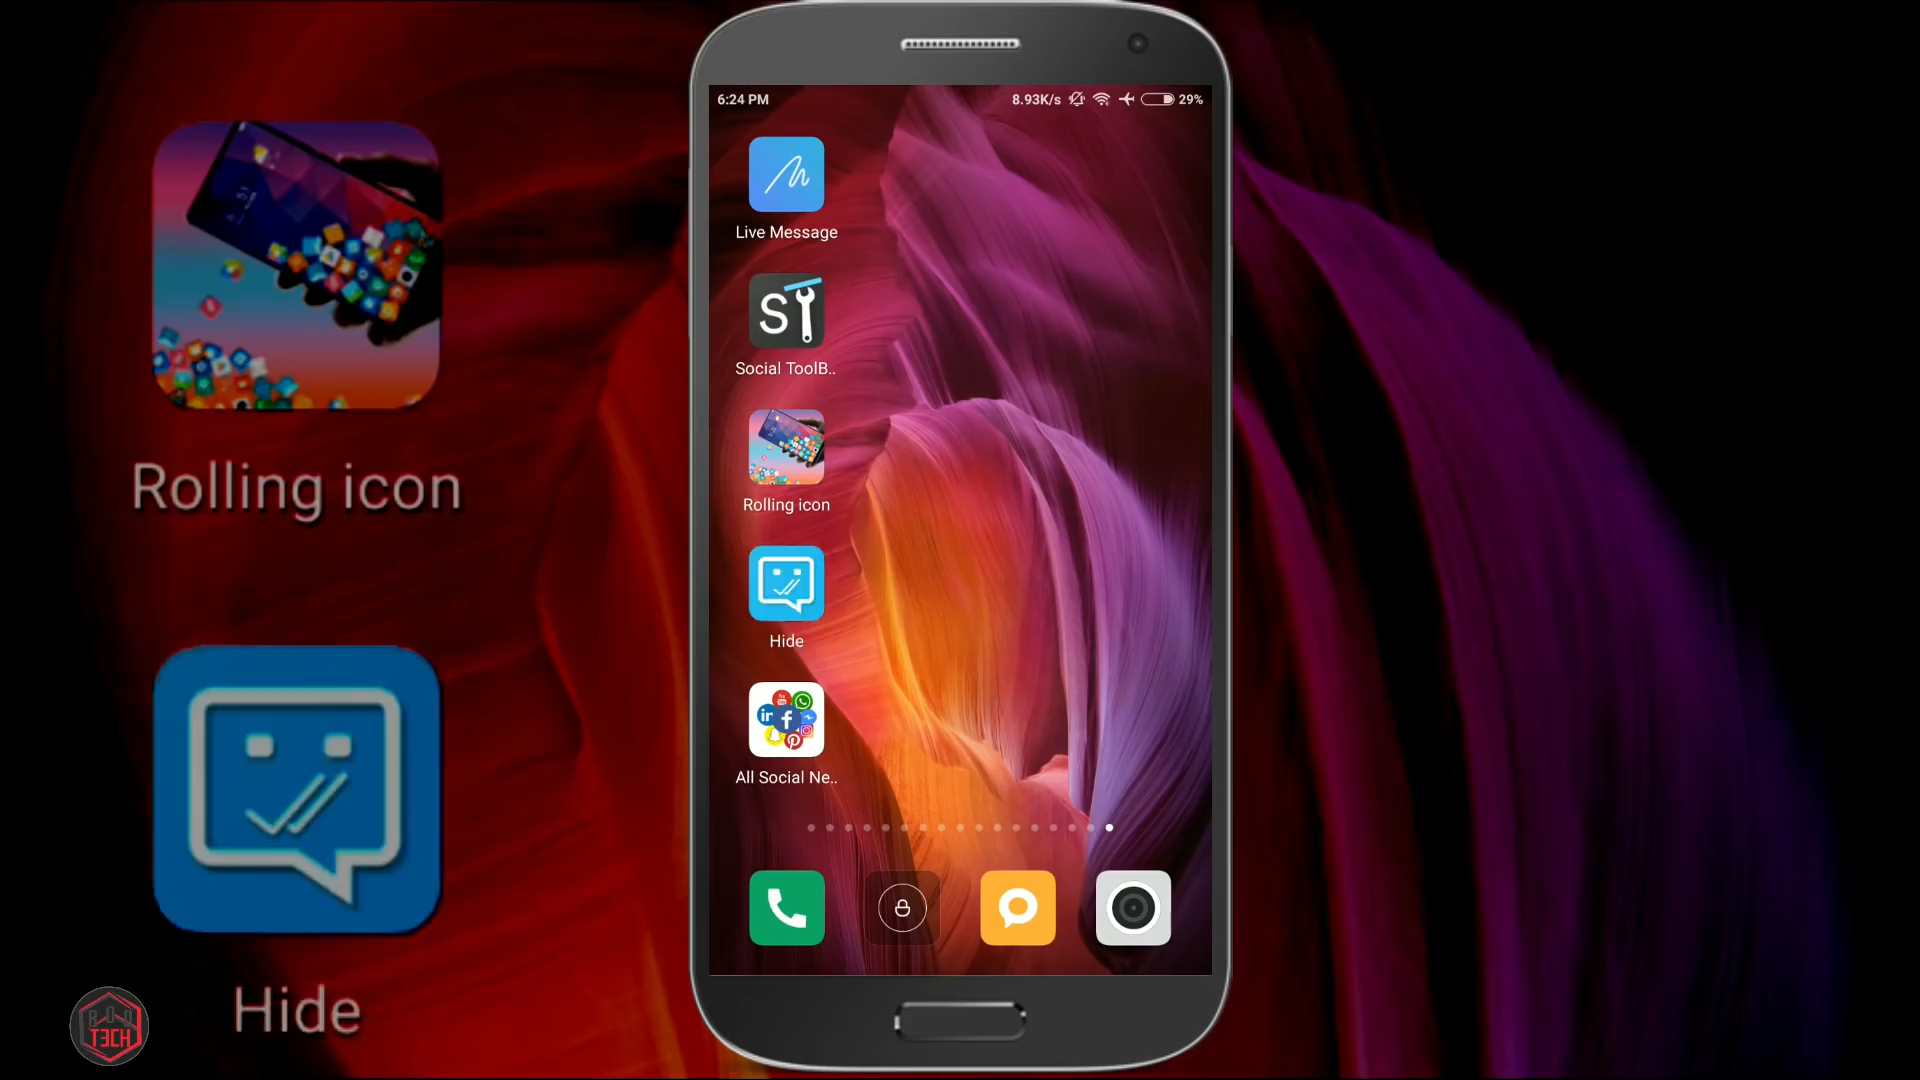 Rolling icon
Hide
6:24 PM
8.93K/s
29%
Live Message
ST
Social ToolB..
Rolling icon
Hide
All Social Ne..
T3CH